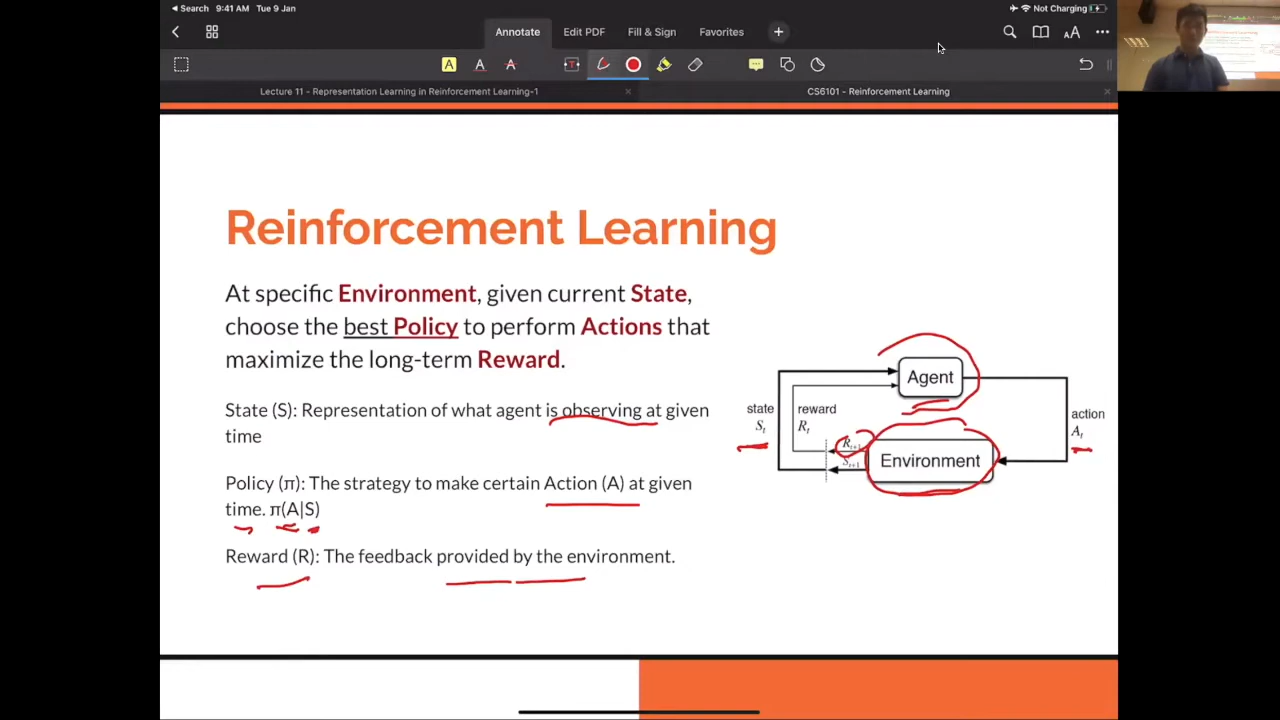 Search 9:41 AM Tue 9 Jan
Not Charging
Annotate Edit PDF Fill & Sign Favorites
Lecture 11 - Representation Learning in Reinforcement Learning-1
CS6101 - Reinforcement Learning
Reinforcement Learning
At specific Environment, given current State,
choose the best Policy to perform Actions that
maximize the long-term Reward.
State (S): Representation of what agent is observing at given
time
Policy (π): The strategy to make certain Action (A) at given
time. π(A|S)
Reward (R): The feedback provided by the environment.
Agent
state
S_t
reward
R_t
action
A_t
R_{t+1}
S_{t+1}
Environment